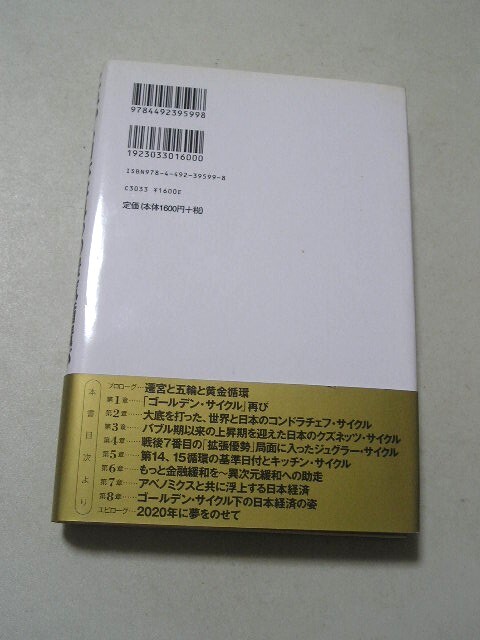 9784492395998
1923033016000
ISBN978-4-492-39599-8
C3033 ¥1600E
定価(本体1600円+税)
本書目次より
プロローグ…遷宮と五輪と黄金循環
第1章……「ゴールデン・サイクル」再び
第2章……大底を打った、世界と日本のコンドラチェフ・サイクル
第3章……バブル期以来の上昇期を迎えた日本のクズネッツ・サイクル
第4章……戦後7番目の「拡張優勢」局面に入ったジュグラー・サイクル
第5章……第14、15循環の基準日付とキッチン・サイクル
第6章……もっと金融緩和を～異次元緩和への助走
第7章……アベノミクスと共に浮上する日本経済
第8章……ゴールデン・サイクル下の日本経済の姿
エピローグ…2020年に夢をのせて